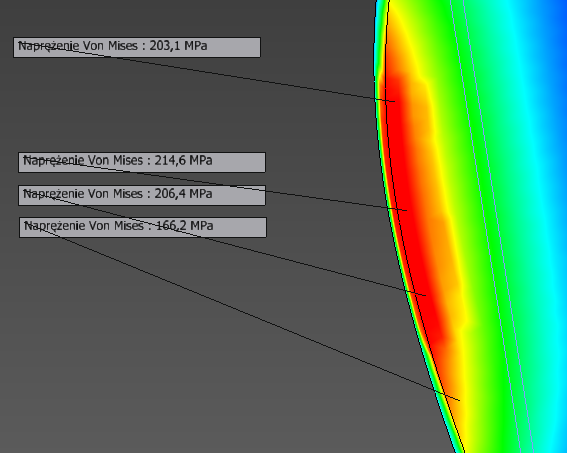 Naprężenie Von Mises : 203,1 MPa
Naprężenie Von Mises : 214,6 MPa
Naprężenie Von Mises : 206,4 MPa
Naprężenie Von Mises : 166,2 MPa